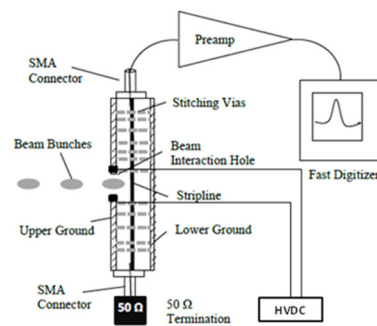 Preamp
SMA
Connector
Stitching Vias
Beam
Interaction Hole
Beam Bunches
Fast Digitizer
Stripline
Upper Ground
Lower Ground
SMA
Connector
50 Ω
50 Ω
Termination
HVDC